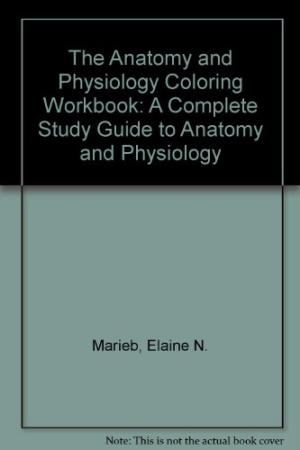 The Anatomy and
Physiology Coloring
Workbook: A Complete
Study Guide to Anatomy
and Physiology
Marieb, Elaine N.
Note: This is not the actual book cover